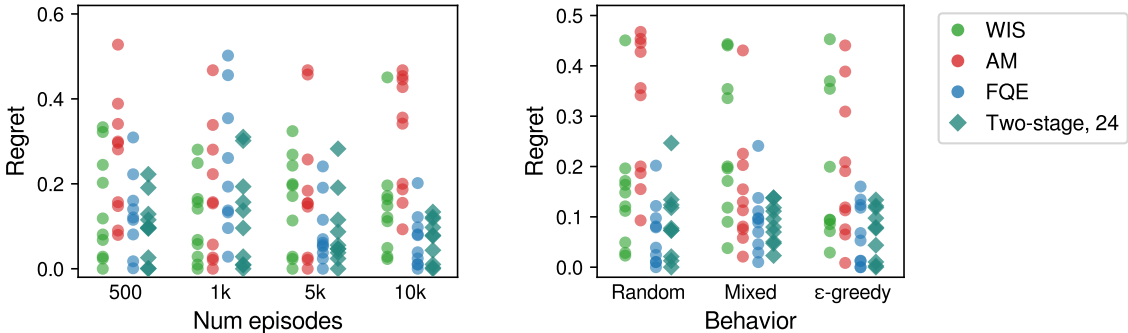 0.6
0.4
0.2
0.0
Regret
500
1k
5k
10k
Num episodes
0.5
0.4
0.3
0.2
0.1
0.0
Regret
Random
Mixed
ε-greedy
Behavior
WIS
AM
FQE
Two-stage, 24